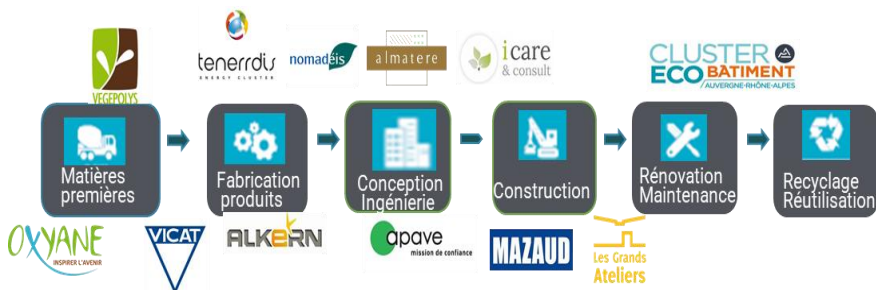 VEGEPOLYS
tenerrdis
ENERGY CLUSTER
nomadéis
almatere
icare
& consult
CLUSTER
ECO BÂTIMENT
/AUVERGNE-RHÔNE-ALPES
Matières
premières
Fabrication
produits
Conception
Ingénierie
Construction
Rénovation
Maintenance
Recyclage
Réutilisation
OXYANE
INSPIRER L'AVENIR
VICAT
ALKERN
apave
mission de confiance
MAZAUD
Les Grands
Ateliers